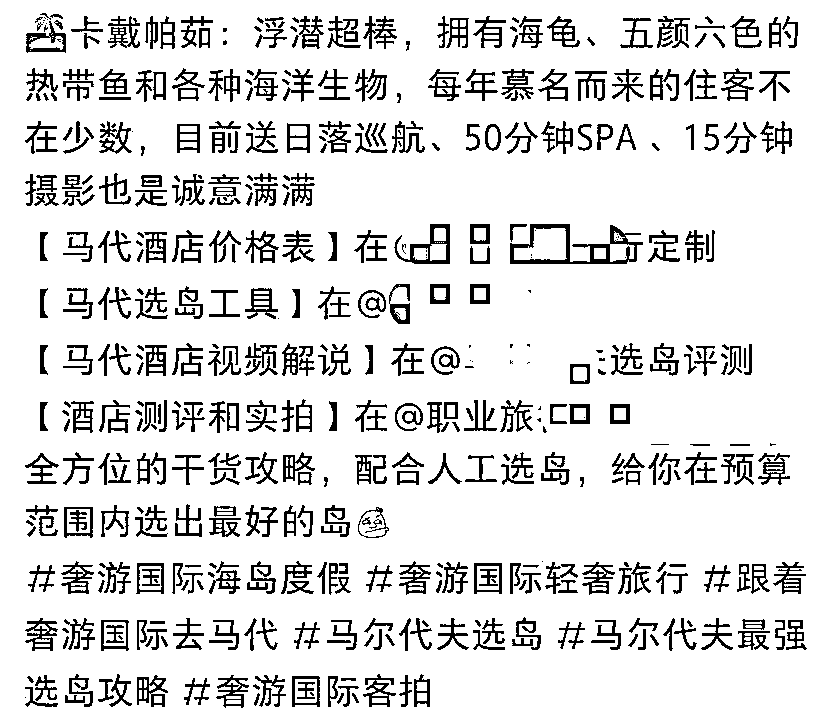 🏝卡戴帕茹：浮潜超棒，拥有海龟、五颜六色的
热带鱼和各种海洋生物，每年慕名而来的住客不
在少数，目前送日落巡航、50分钟SPA 、15分钟
摄影也是诚意满满
【马代酒店价格表】在 定制
【马代选岛工具】在@
【马代酒店视频解说】在@ 选岛评测
【酒店测评和实拍】在@职业旅
全方位的干货攻略，配合人工选岛，给你在预算
范围内选出最好的岛
#奢游国际海岛度假 #奢游国际轻奢旅行 #跟着
奢游国际去马代 #马尔代夫选岛 #马尔代夫最强
选岛攻略 #奢游国际客拍